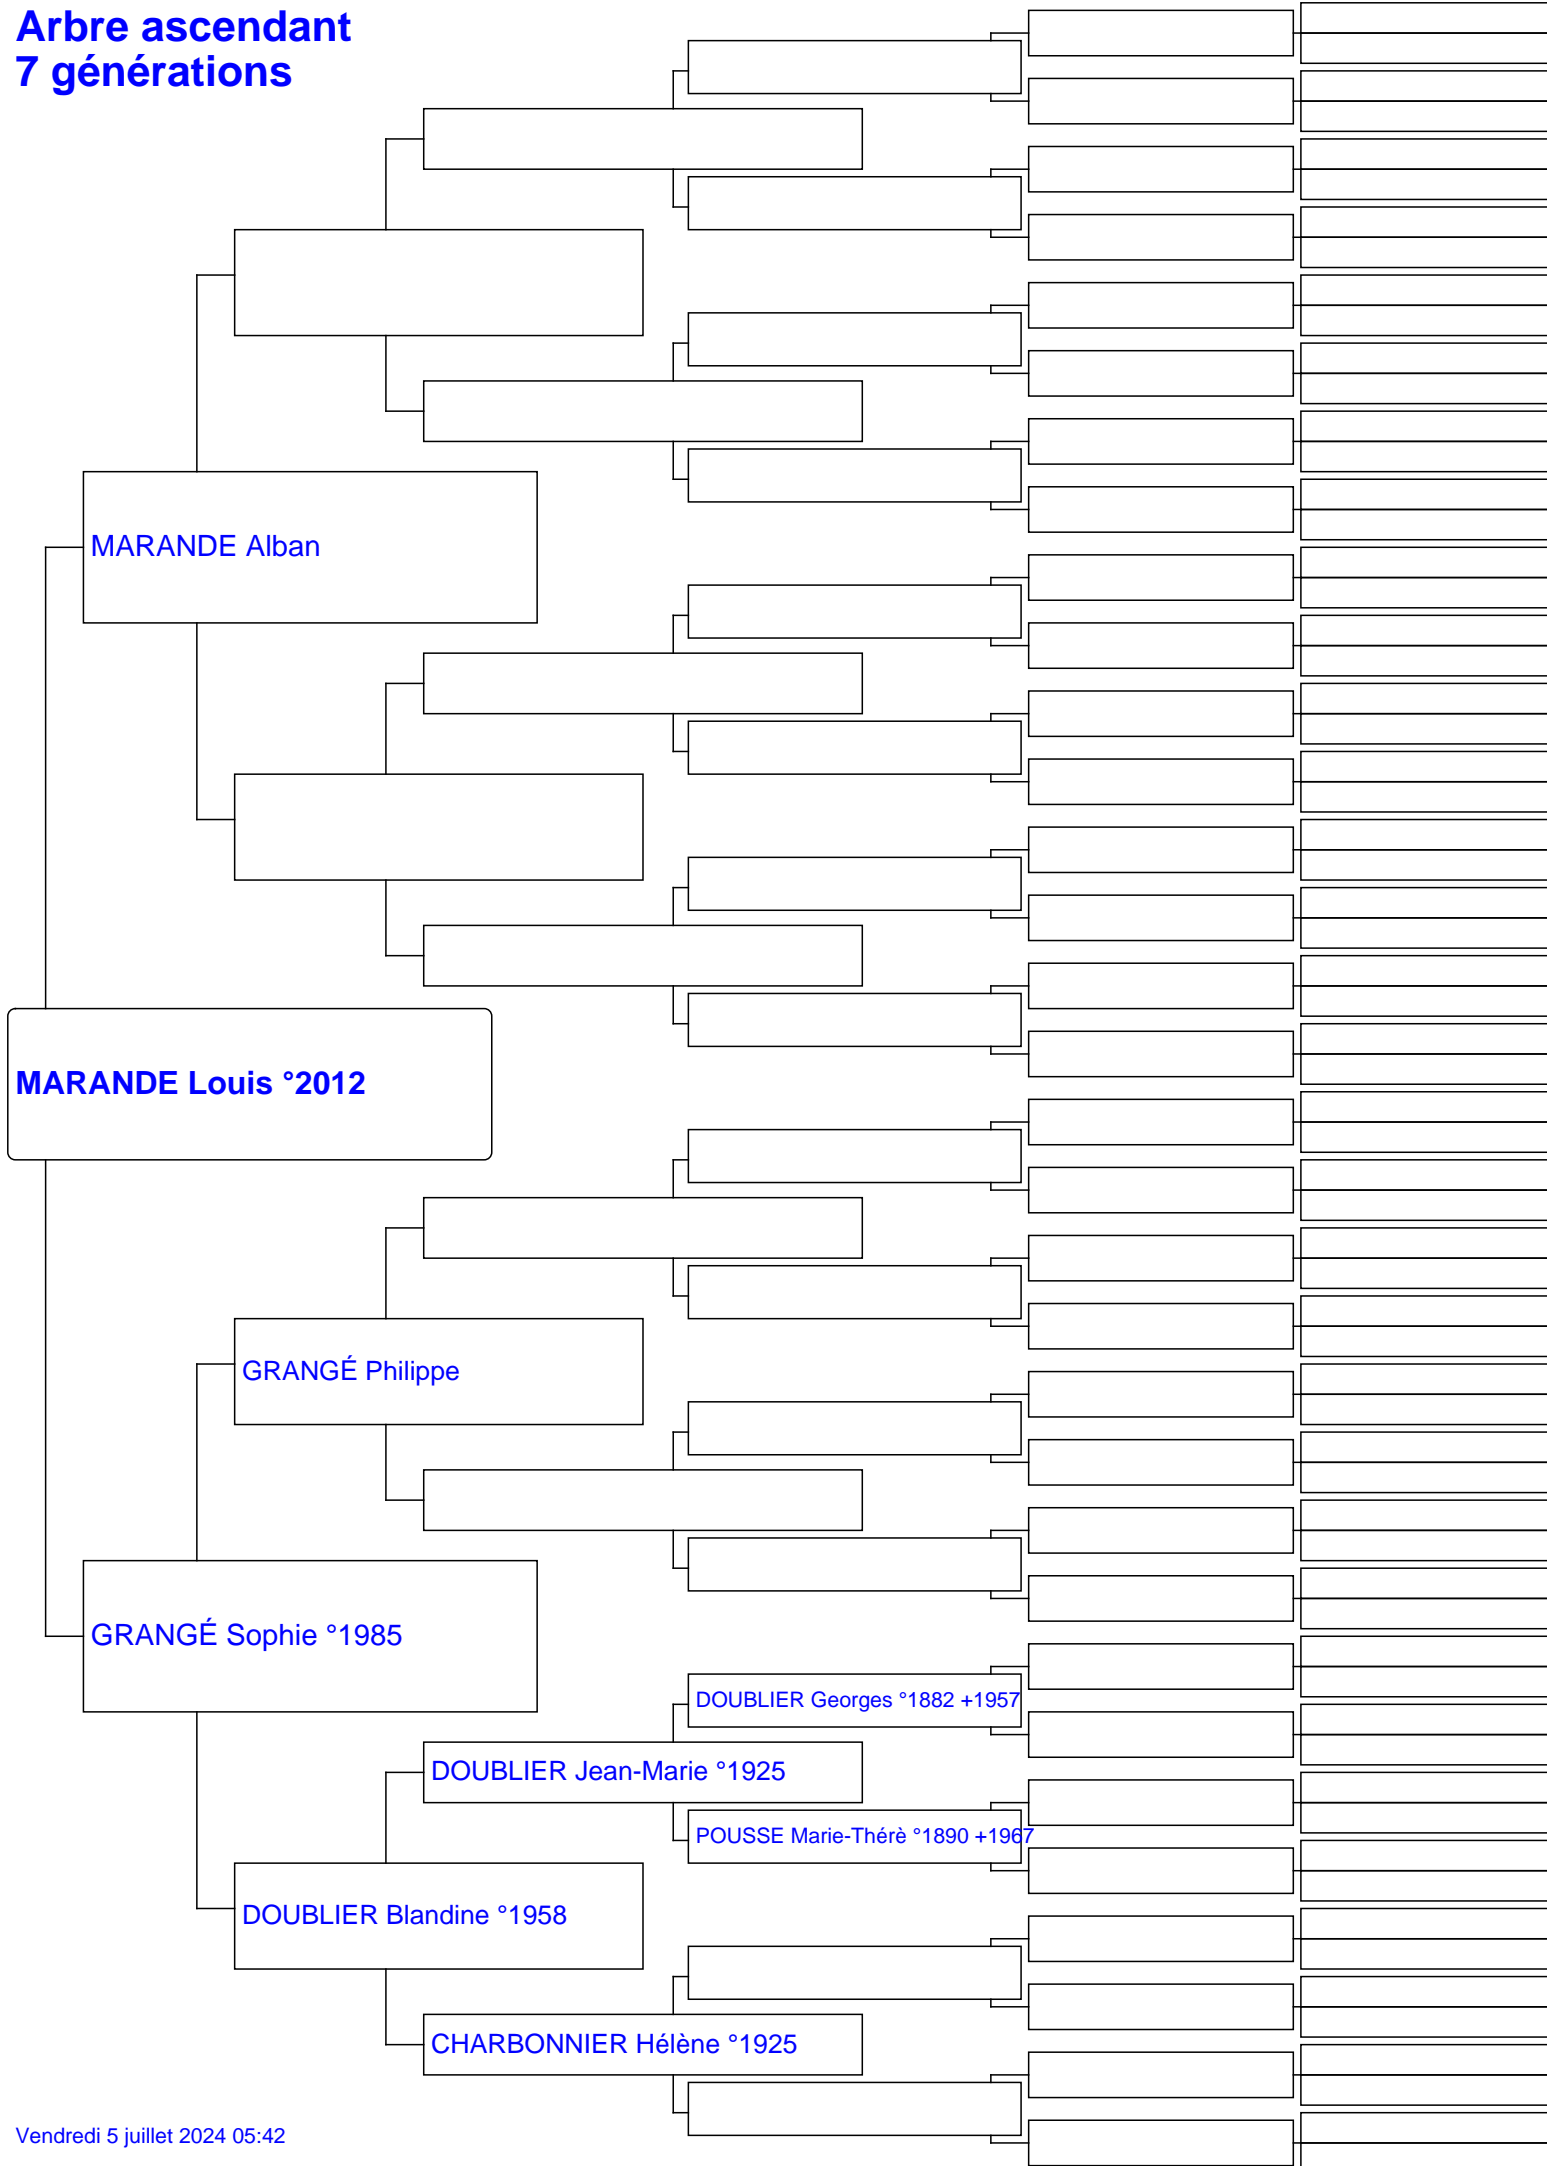 Arbre ascendant
7 générations
MARANDE Alban
MARANDE Louis °2012
GRANGÉ Philippe
GRANGÉ Sophie °1985
DOUBLIER Georges °1882 +1957
DOUBLIER Jean-Marie °1925
POUSSE Marie-Thérè °1890 +1967
DOUBLIER Blandine °1958
CHARBONNIER Hélène °1925
Vendredi 5 juillet 2024 05:42